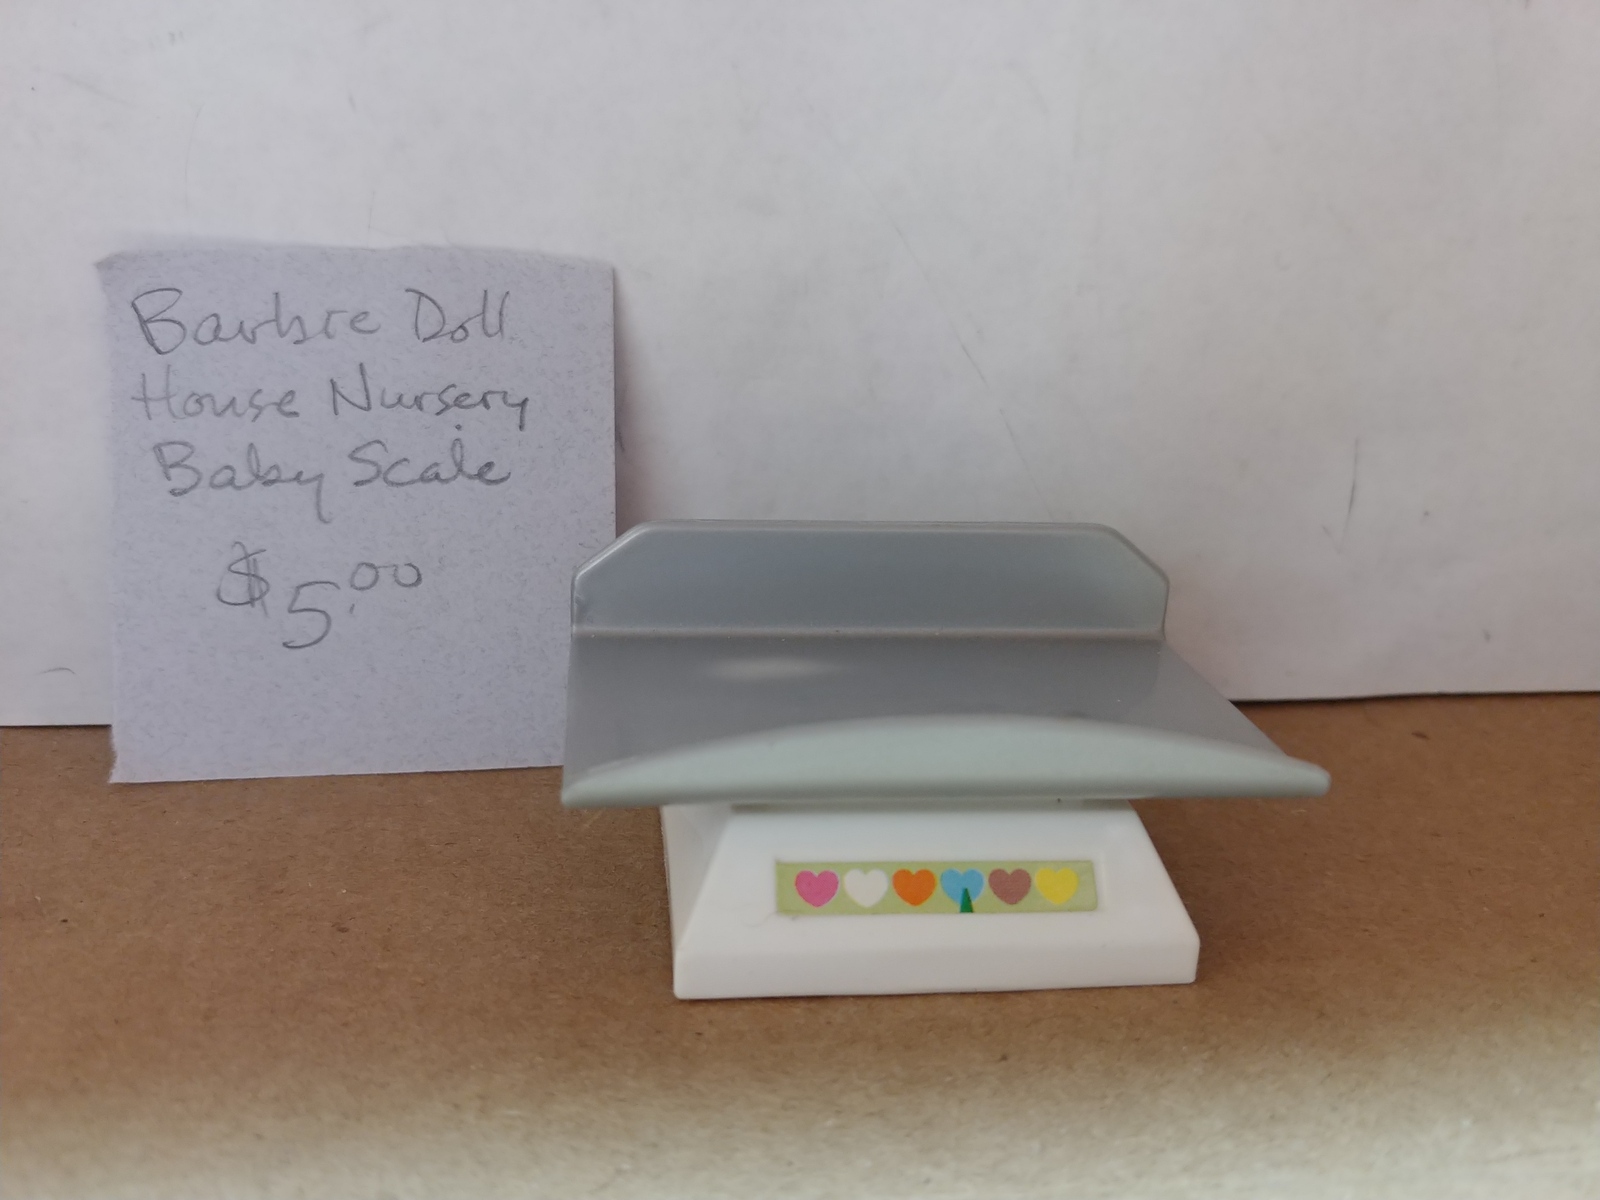 Barbie Doll
House Nursery
Baby Scale
$5.00